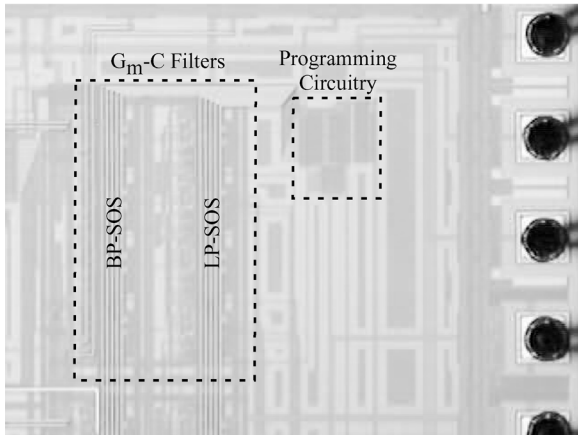 Gm-C Filters
Programming
Circuitry
BP-SOS
LP-SOS